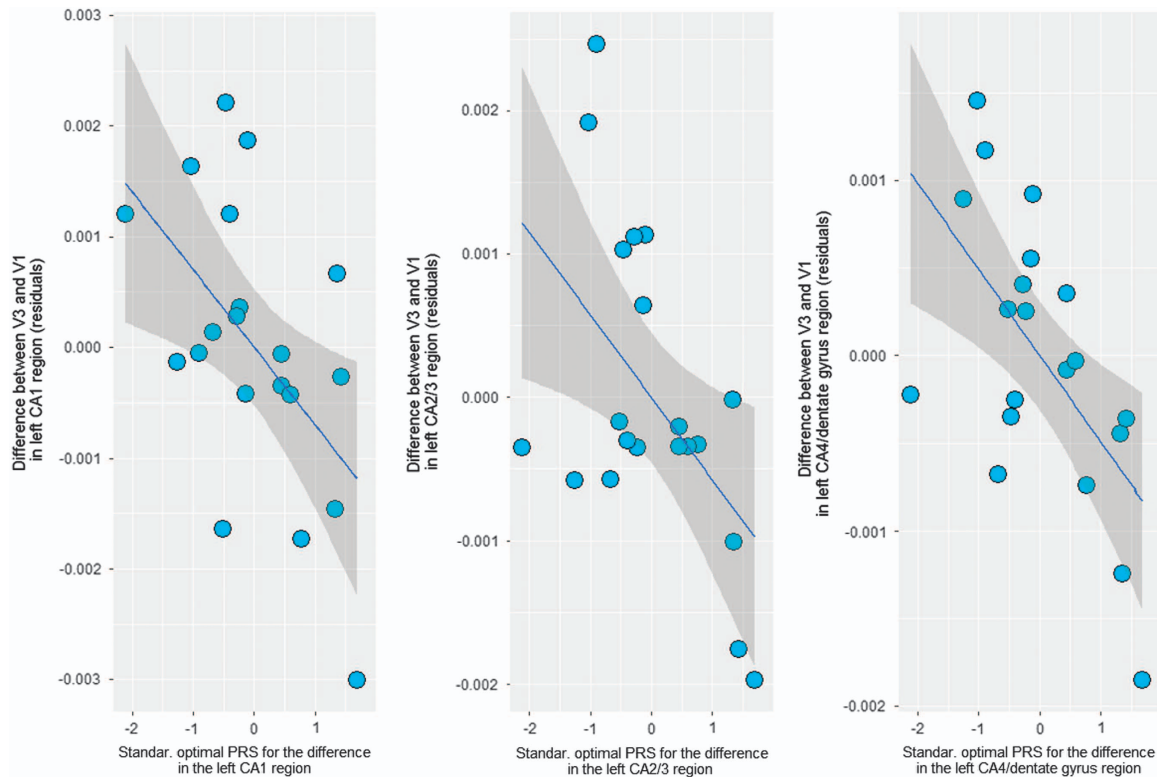 Difference between V3 and V1
in left CA1 region (residuals)
0.003
0.002
0.001
0.000
-0.001
-0.002
-0.003
-2
-1
0
1
Standar. optimal PRS for the difference
in the left CA1 region
Difference between V3 and V1
in left CA2/3 region (residuals)
0.002
0.001
0.000
-0.001
-0.002
-2
-1
0
1
Standar. optimal PRS for the difference
in the left CA2/3 region
Difference between V3 and V1
in left CA4/dentate gyrus region (residuals)
0.001
0.000
-0.001
-0.002
-2
-1
0
1
Standar. optimal PRS for the difference
in the left CA4/dentate gyrus region